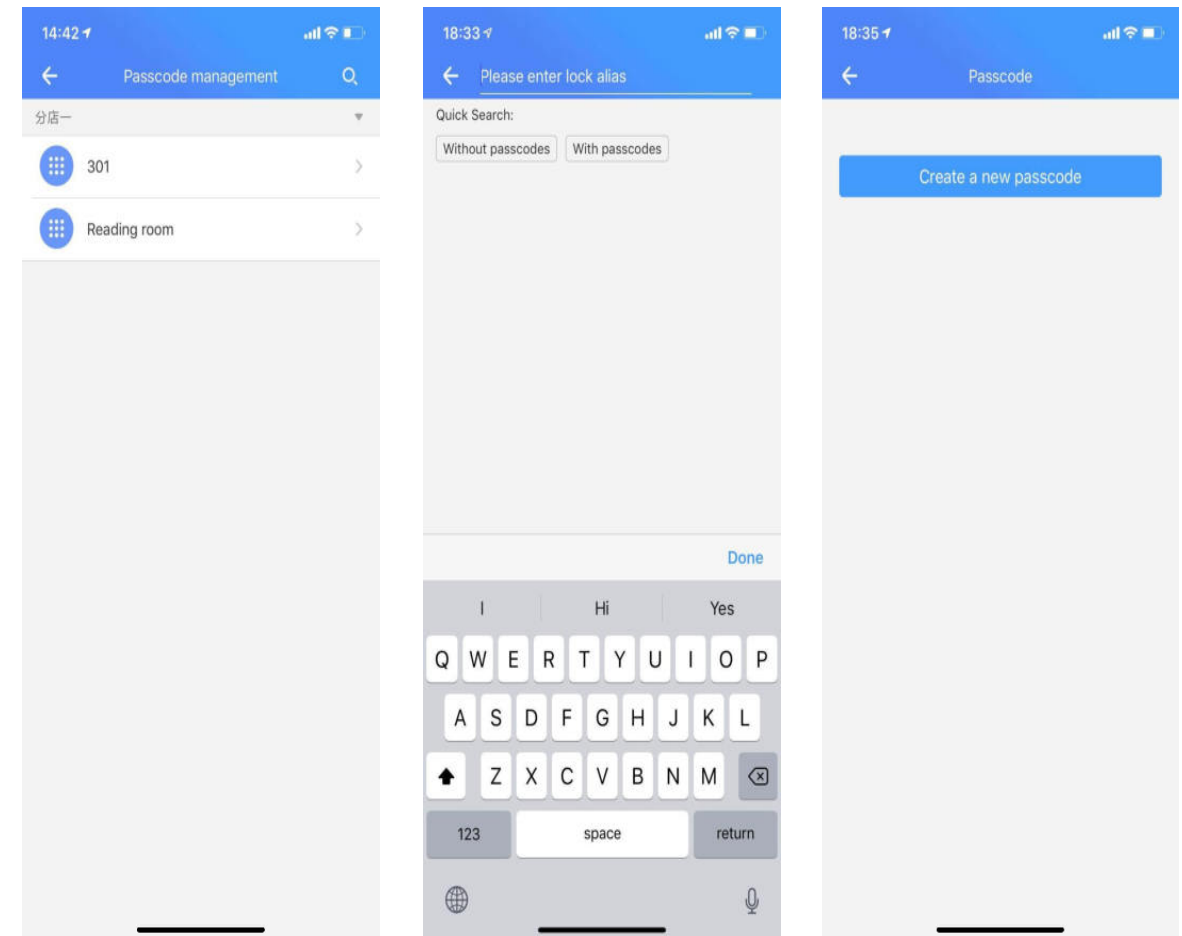 14:42
Passcode management
分店一
301
Reading room
18:33
Please enter lock alias
Quick Search:
Without passcodes
With passcodes
Done
I Hi Yes
Q W E R T Y U I O P
A S D F G H J K L
Z X C V B N M
123 space return
18:35
Passcode
Create a new passcode